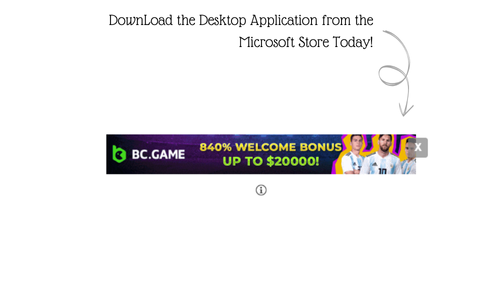 DownLoad the Desktop Application from the
Microsoft Store Today!
BC.GAME
840% WELCOME BONUS
UP TO $20000!
X